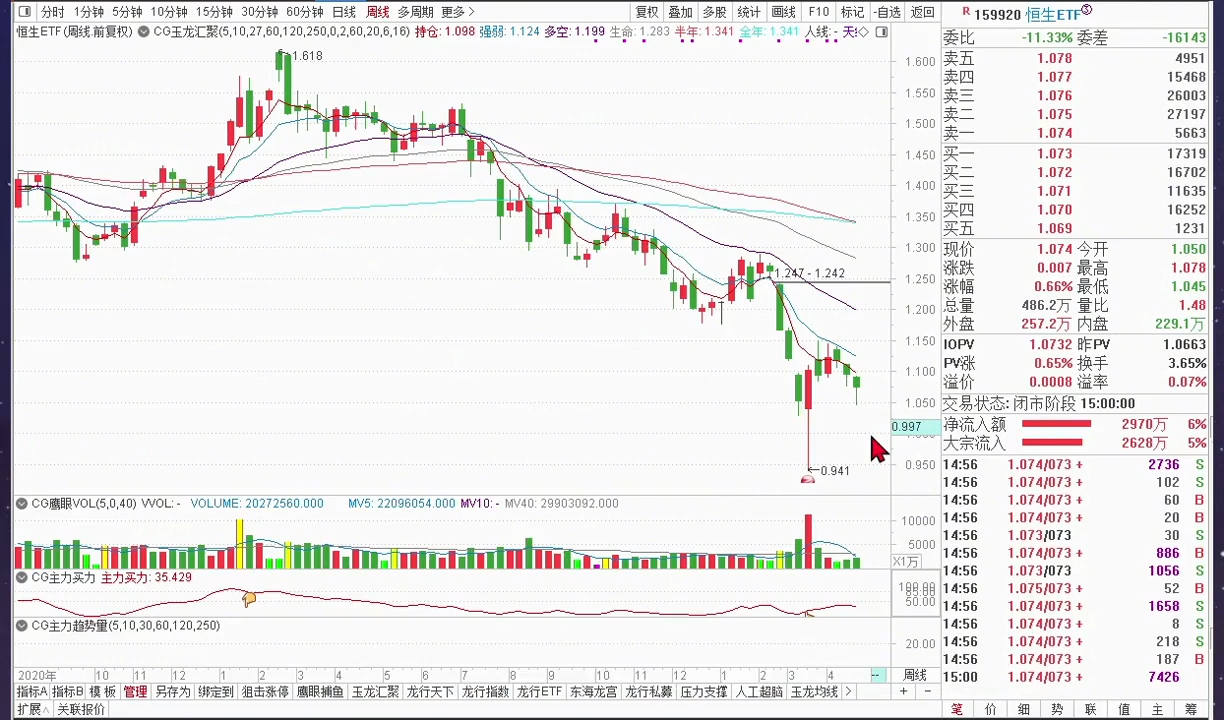 分时 1分钟 5分钟 10分钟 15分钟 30分钟 60分钟 日线 周线 多周期 更多 复权 叠加 多股 统计 画线 F10 标记 -自选 返回
恒生ETF(周线.前复权) CG玉龙汇聚(5,10,27,60,120,250,0,2,60,20,6,16) 持仓: 1.098 强弱: 1.124 多空: 1.199 生命: 1.283 半年: 1.341 全年: 1.341 人线: -
1.618
1.247 - 1.242
0.941
1.600
1.550
1.500
1.450
1.400
1.350
1.300
1.250
1.200
1.150
1.100
1.050
0.997
0.950
CG鹰眼VOL(5,0,40) VVOL: - VOLUME: 20272560.000 MV5: 22096054.000 MV10: - MV40: 29903092.000
10000
5000
X1万
CG主力买力 主力买力: 35.429
50.00
CG主力趋势量(5,10,30,60,120,250)
20.00
2020年 10 11 12 1 2 3 4 5 6 7 8 9 10 11 12 1 2 3 4 -- 周线
指标A 指标B 模板 管理 另存为 绑定到 狙击涨停 鹰眼捕鱼 玉龙汇聚 龙行天下 龙行指数 龙行ETF 东海龙宫 龙行私募 压力支撑 人工超脑 玉龙均线 + -
扩展 关联报价
R 159920 恒生ETF
委比 -11.33% 委差 -16143
卖五 1.078 4951
卖四 1.077 15468
卖三 1.076 26003
卖二 1.075 27197
卖一 1.074 5663
买一 1.073 17319
买二 1.072 16702
买三 1.071 11635
买四 1.070 16252
买五 1.069 1231
现价 1.074 今开 1.050
涨跌 0.007 最高 1.078
涨幅 0.66% 最低 1.045
总量 486.2万 量比 1.48
外盘 257.2万 内盘 229.1万
IOPV 1.0732 昨PV 1.0663
PV涨 0.65% 换手 3.65%
溢价 0.0008 溢率 0.07%
交易状态: 闭市阶段 15:00:00
净流入额 2970万 6%
大宗流入 2628万 5%
14:56 1.074/073 + 2736 S
14:56 1.074/073 + 102 S
14:56 1.074/073 + 60 B
14:56 1.074/073 + 20 B
14:56 1.073/073 30 S
14:56 1.074/073 + 886 B
14:56 1.073/073 1056 S
14:56 1.075/073 + 52 B
14:56 1.074/073 + 1658 S
14:56 1.074/073 + 8 S
14:56 1.074/073 + 218 S
14:56 1.074/073 + 187 B
15:00 1.074/073 + 7426
笔 价 细 势 联 值 主 筹